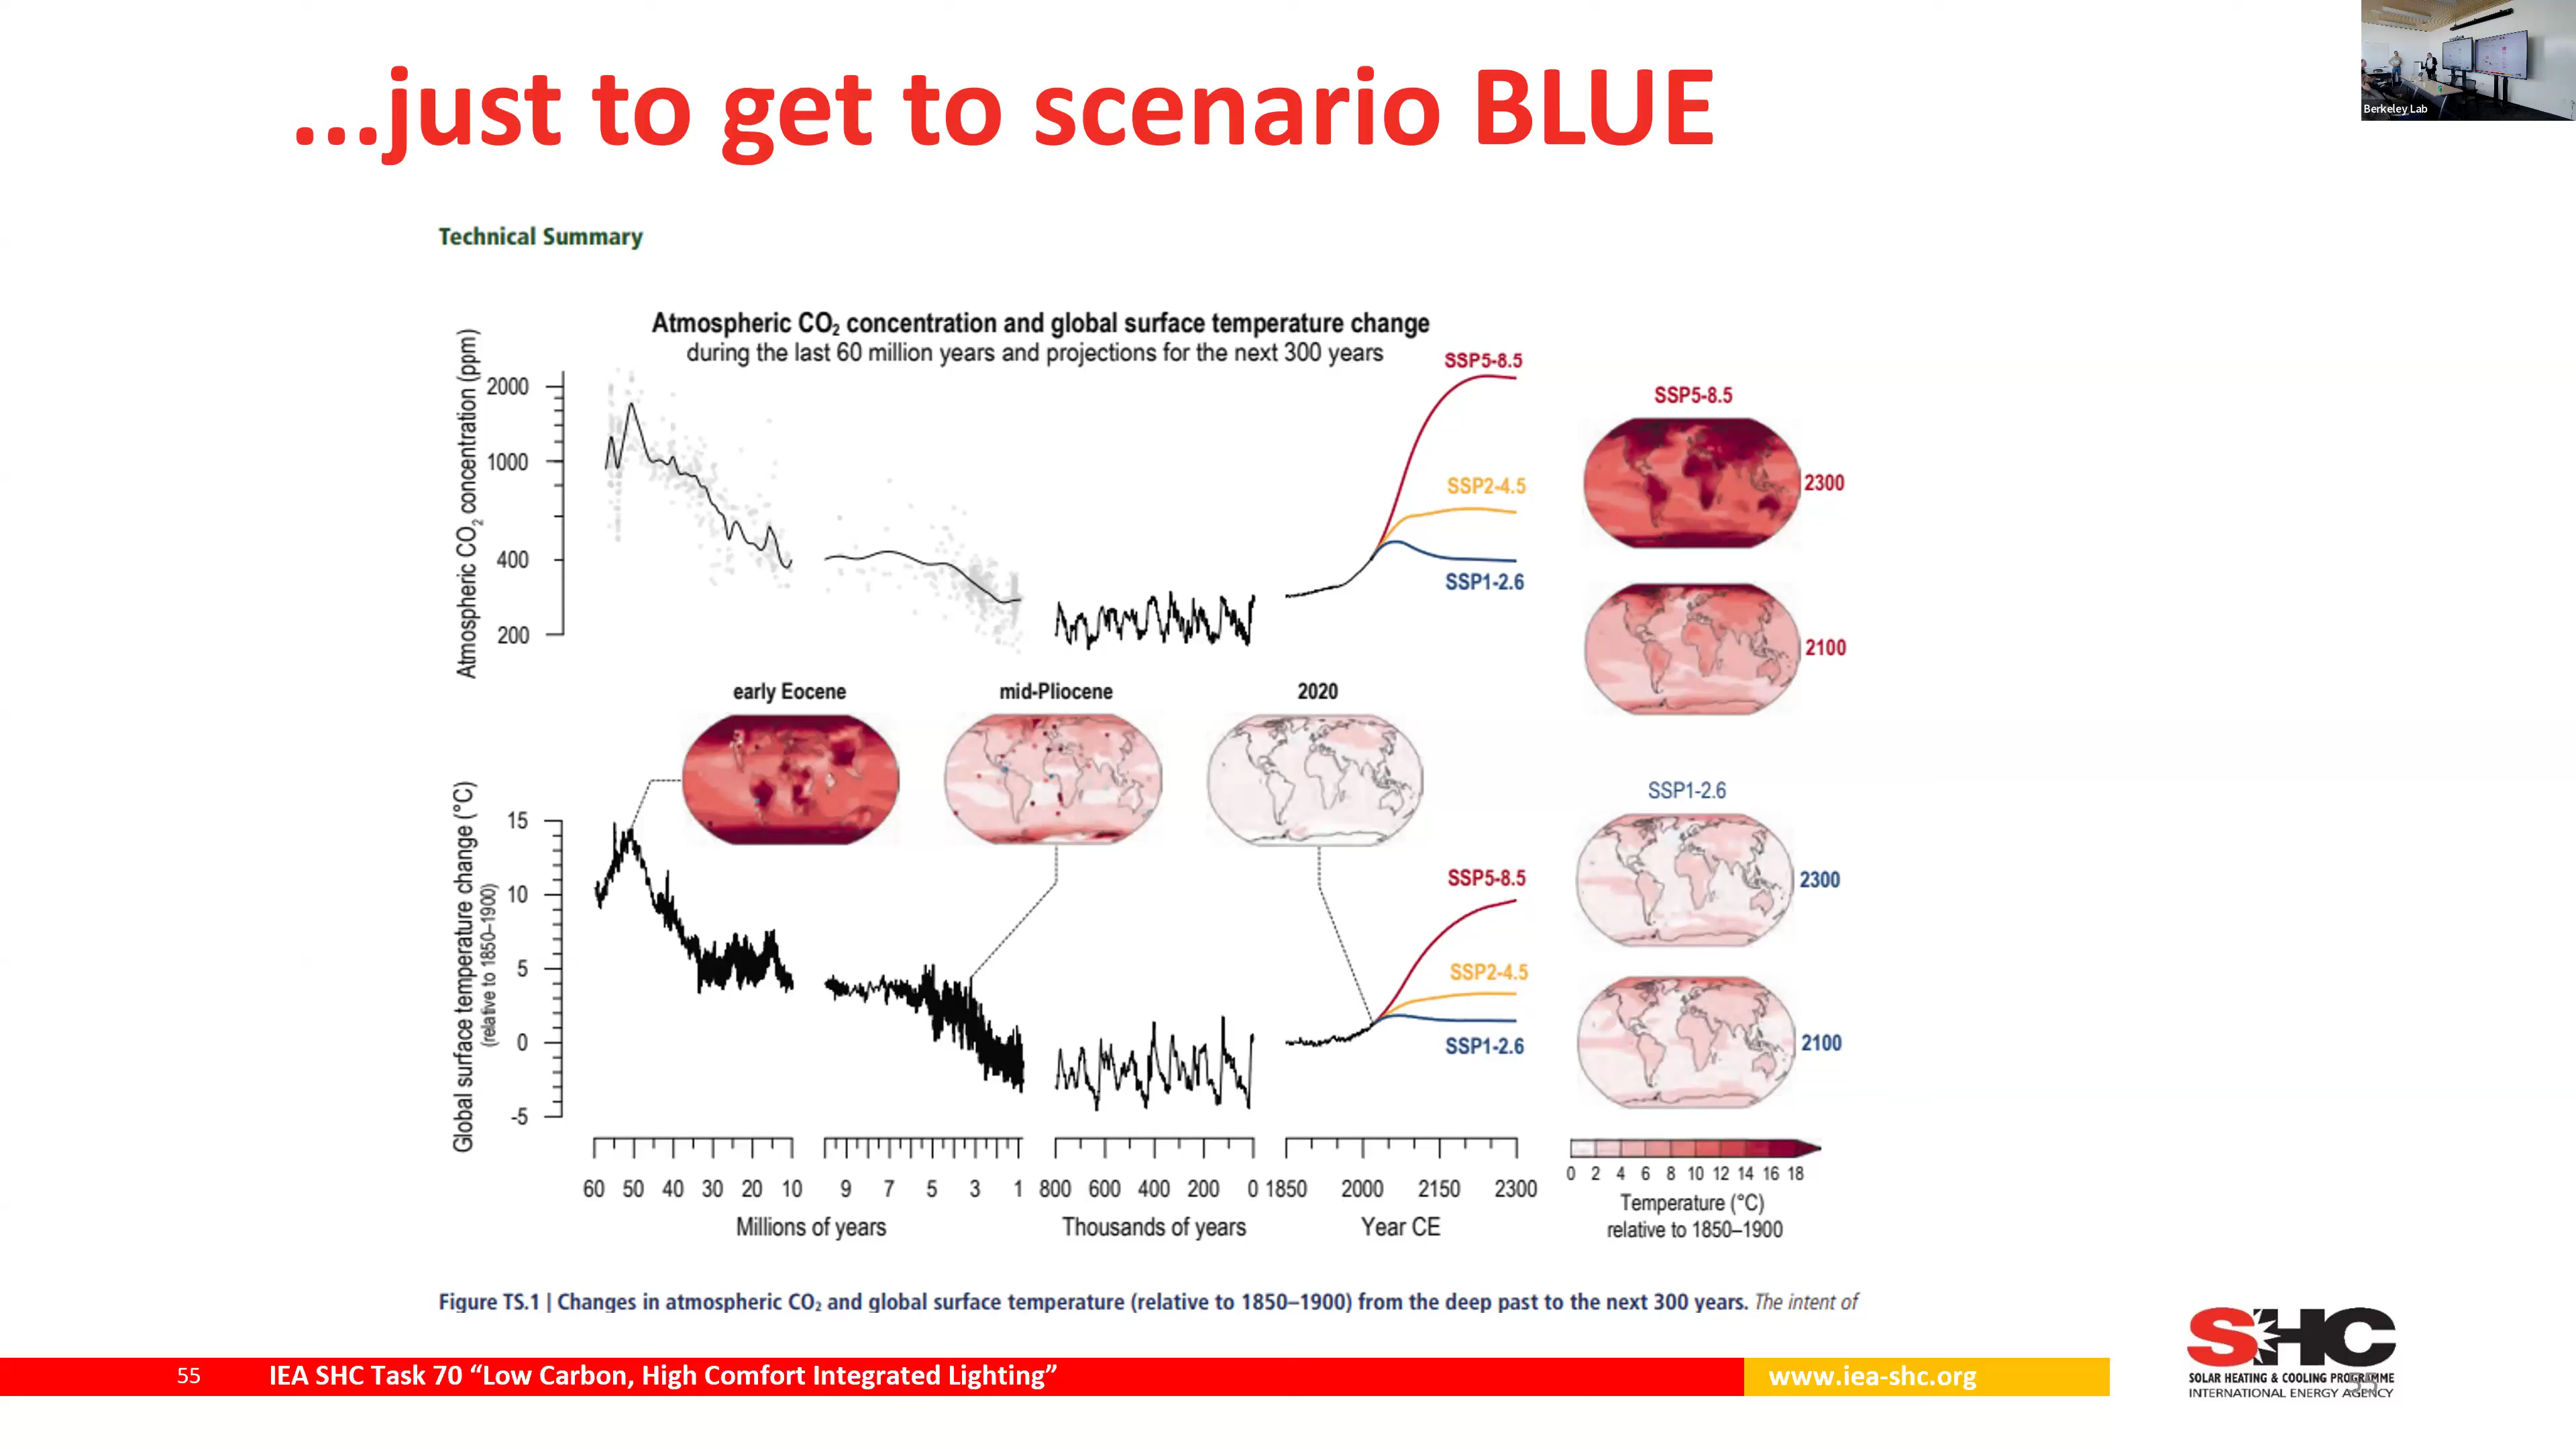 ...just to get to scenario BLUE
Berkeley Lab
Technical Summary
Atmospheric CO₂ concentration and global surface temperature change
during the last 60 million years and projections for the next 300 years
Atmospheric CO₂ concentration (ppm)
2000
1000
400
200
SSP5-8.5
SSP2-4.5
SSP1-2.6
SSP5-8.5
2300
2100
early Eocene
mid-Pliocene
2020
Global surface temperature change (°C)
(relative to 1850–1900)
15
10
5
0
-5
SSP5-8.5
SSP2-4.5
SSP1-2.6
SSP1-2.6
2300
2100
60 50 40 30 20 10
Millions of years
9 7 5 3 1
800 600 400 200 0
Thousands of years
1850 2000 2150 2300
Year CE
0 2 4 6 8 10 12 14 16 18
Temperature (°C)
relative to 1850–1900
Figure TS.1 | Changes in atmospheric CO₂ and global surface temperature (relative to 1850–1900) from the deep past to the next 300 years. The intent of
55
IEA SHC Task 70 “Low Carbon, High Comfort Integrated Lighting”
www.iea-shc.org
SHC
SOLAR HEATING & COOLING PROGRAMME
INTERNATIONAL ENERGY AGENCY
55